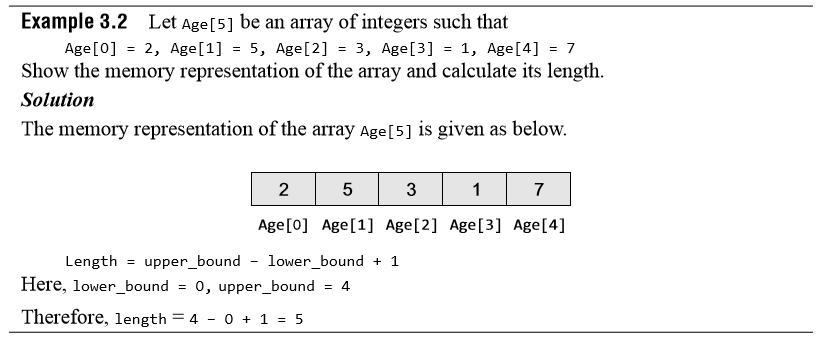 Example 3.2 Let Age[5] be an array of integers such that
Age[0] = 2, Age[1] = 5, Age[2] = 3, Age[3] = 1, Age[4] = 7
Show the memory representation of the array and calculate its length.
Solution
The memory representation of the array Age[5] is given as below.
2 5 3 1 7
Age[0] Age[1] Age[2] Age[3] Age[4]
Length = upper_bound – lower_bound + 1
Here, lower_bound = 0, upper_bound = 4
Therefore, length = 4 – 0 + 1 = 5